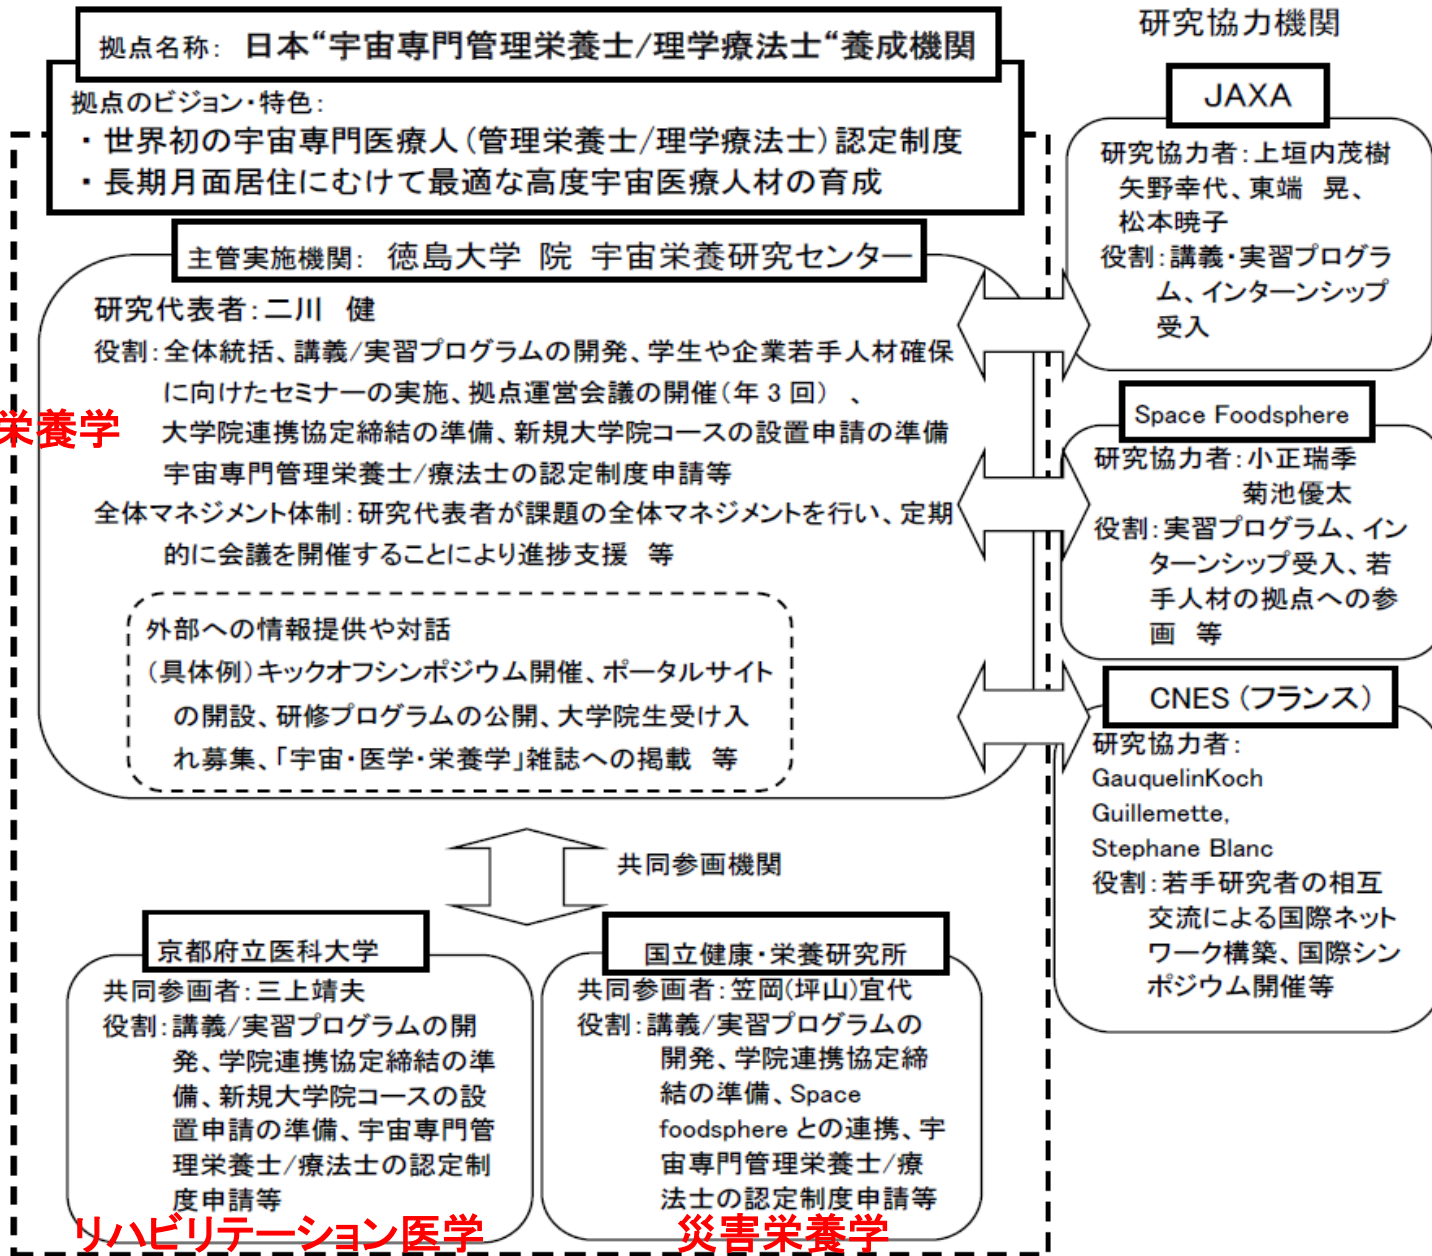 拠点名称: 日本“宇宙専門管理栄養士/理学療法士“養成機関
拠点のビジョン・特色:
・世界初の宇宙専門医療人(管理栄養士/理学療法士)認定制度
・長期月面居住にむけて最適な高度宇宙医療人材の育成
主管実施機関: 徳島大学 院 宇宙栄養研究センター
研究代表者:二川 健
役割:全体統括、講義/実習プログラムの開発、学生や企業若手人材確保
に向けたセミナーの実施、拠点運営会議の開催(年3回) 、
大学院連携協定締結の準備、新規大学院コースの設置申請の準備
宇宙専門管理栄養士/療法士の認定制度申請等
全体マネジメント体制:研究代表者が課題の全体マネジメントを行い、定期
的に会議を開催することにより進捗支援 等
栄養学
外部への情報提供や対話
(具体例)キックオフシンポジウム開催、ポータルサイト
の開設、研修プログラムの公開、大学院生受け入
れ募集、「宇宙・医学・栄養学」雑誌への掲載 等
共同参画機関
京都府立医科大学
共同参画者:三上靖夫
役割:講義/実習プログラムの開
発、学院連携協定締結の準
備、新規大学院コースの設
置申請の準備、宇宙専門管
理栄養士/療法士の認定制
度申請等
リハビリテーション医学
国立健康・栄養研究所
共同参画者:笠岡(坪山)宜代
役割:講義/実習プログラムの
開発、学院連携協定締
結の準備、Space
foodsphereとの連携、宇
宙専門管理栄養士/療
法士の認定制度申請等
災害栄養学
研究協力機関
JAXA
研究協力者:上垣内茂樹
矢野幸代、東端 晃、
松本暁子
役割:講義・実習プログラ
ム、インターンシップ
受入
Space Foodsphere
研究協力者:小正瑞季
菊池優太
役割:実習プログラム、イン
ターンシップ受入、若
手人材の拠点への参
画 等
CNES(フランス)
研究協力者:
GauquelinKoch
Guillemette,
Stephane Blanc
役割:若手研究者の相互
交流による国際ネット
ワーク構築、国際シン
ポジウム開催等